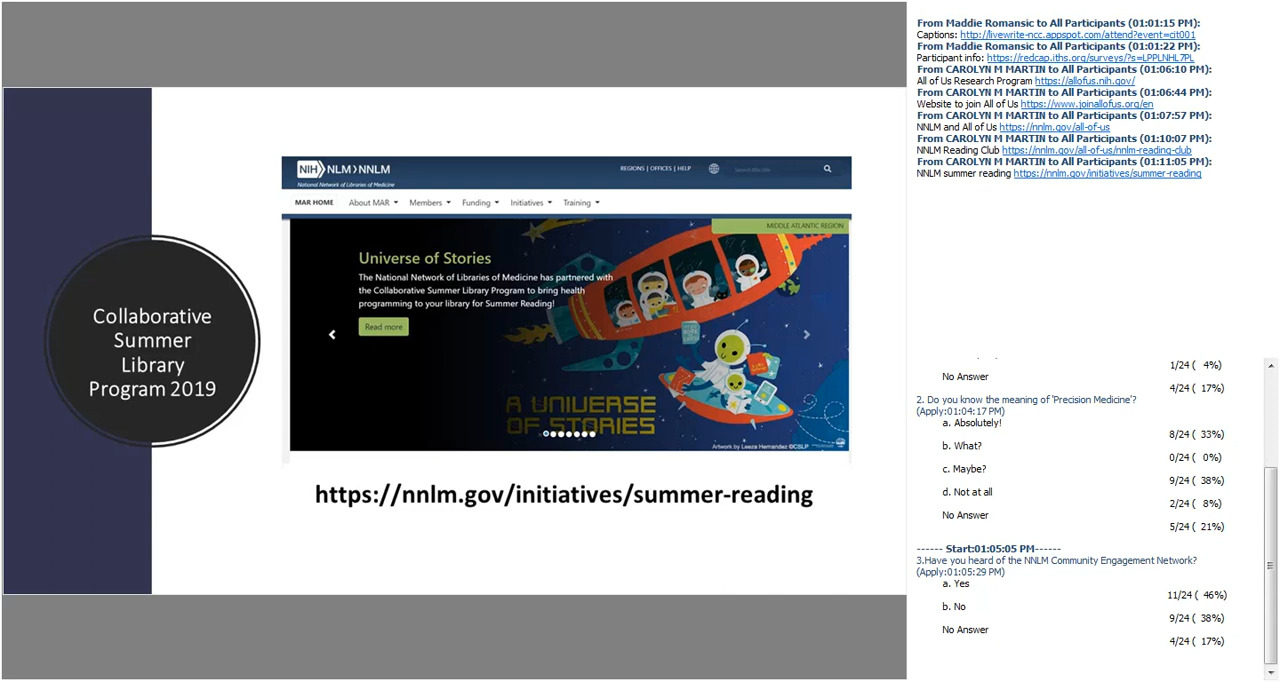 Collaborative
Summer
Library
Program 2019
NIH NLM NNLM
National Network of Libraries of Medicine
REGIONS | OFFICES | HELP
Search this site
MAR HOME About MAR Members Funding Initiatives Training
MIDDLE ATLANTIC REGION
Universe of Stories
The National Network of Libraries of Medicine has partnered with
the Collaborative Summer Library Program to bring health
programming to your library for Summer Reading!
Read more
A UNIVERSE
OF STORIES
Artwork by Leeza Hernandez ©CSLP
https://nnlm.gov/initiatives/summer-reading
From Maddie Romansic to All Participants (01:01:15 PM):
Captions: http://livewrite-ncc.appspot.com/attend?event=cit001
From Maddie Romansic to All Participants (01:01:22 PM):
Participant info: https://redcap.iths.org/surveys/?s=LPPLNHL7PL
From CAROLYN M MARTIN to All Participants (01:06:10 PM):
All of Us Research Program https://allofus.nih.gov/
From CAROLYN M MARTIN to All Participants (01:06:44 PM):
Website to join All of Us https://www.joinallofus.org/en
From CAROLYN M MARTIN to All Participants (01:07:57 PM):
NNLM and All of Us https://nnlm.gov/all-of-us
From CAROLYN M MARTIN to All Participants (01:10:07 PM):
NNLM Reading Club https://nnlm.gov/all-of-us/nnlm-reading-club
From CAROLYN M MARTIN to All Participants (01:11:05 PM):
NNLM summer reading https://nnlm.gov/initiatives/summer-reading
1/24 ( 4%)
No Answer
4/24 ( 17%)
2. Do you know the meaning of 'Precision Medicine'?
(Apply:01:04:17 PM)
a. Absolutely!
8/24 ( 33%)
b. What?
0/24 ( 0%)
c. Maybe?
9/24 ( 38%)
d. Not at all
2/24 ( 8%)
No Answer
5/24 ( 21%)
------ Start:01:05:05 PM------
3.Have you heard of the NNLM Community Engagement Network?
(Apply:01:05:29 PM)
a. Yes
11/24 ( 46%)
b. No
9/24 ( 38%)
No Answer
4/24 ( 17%)